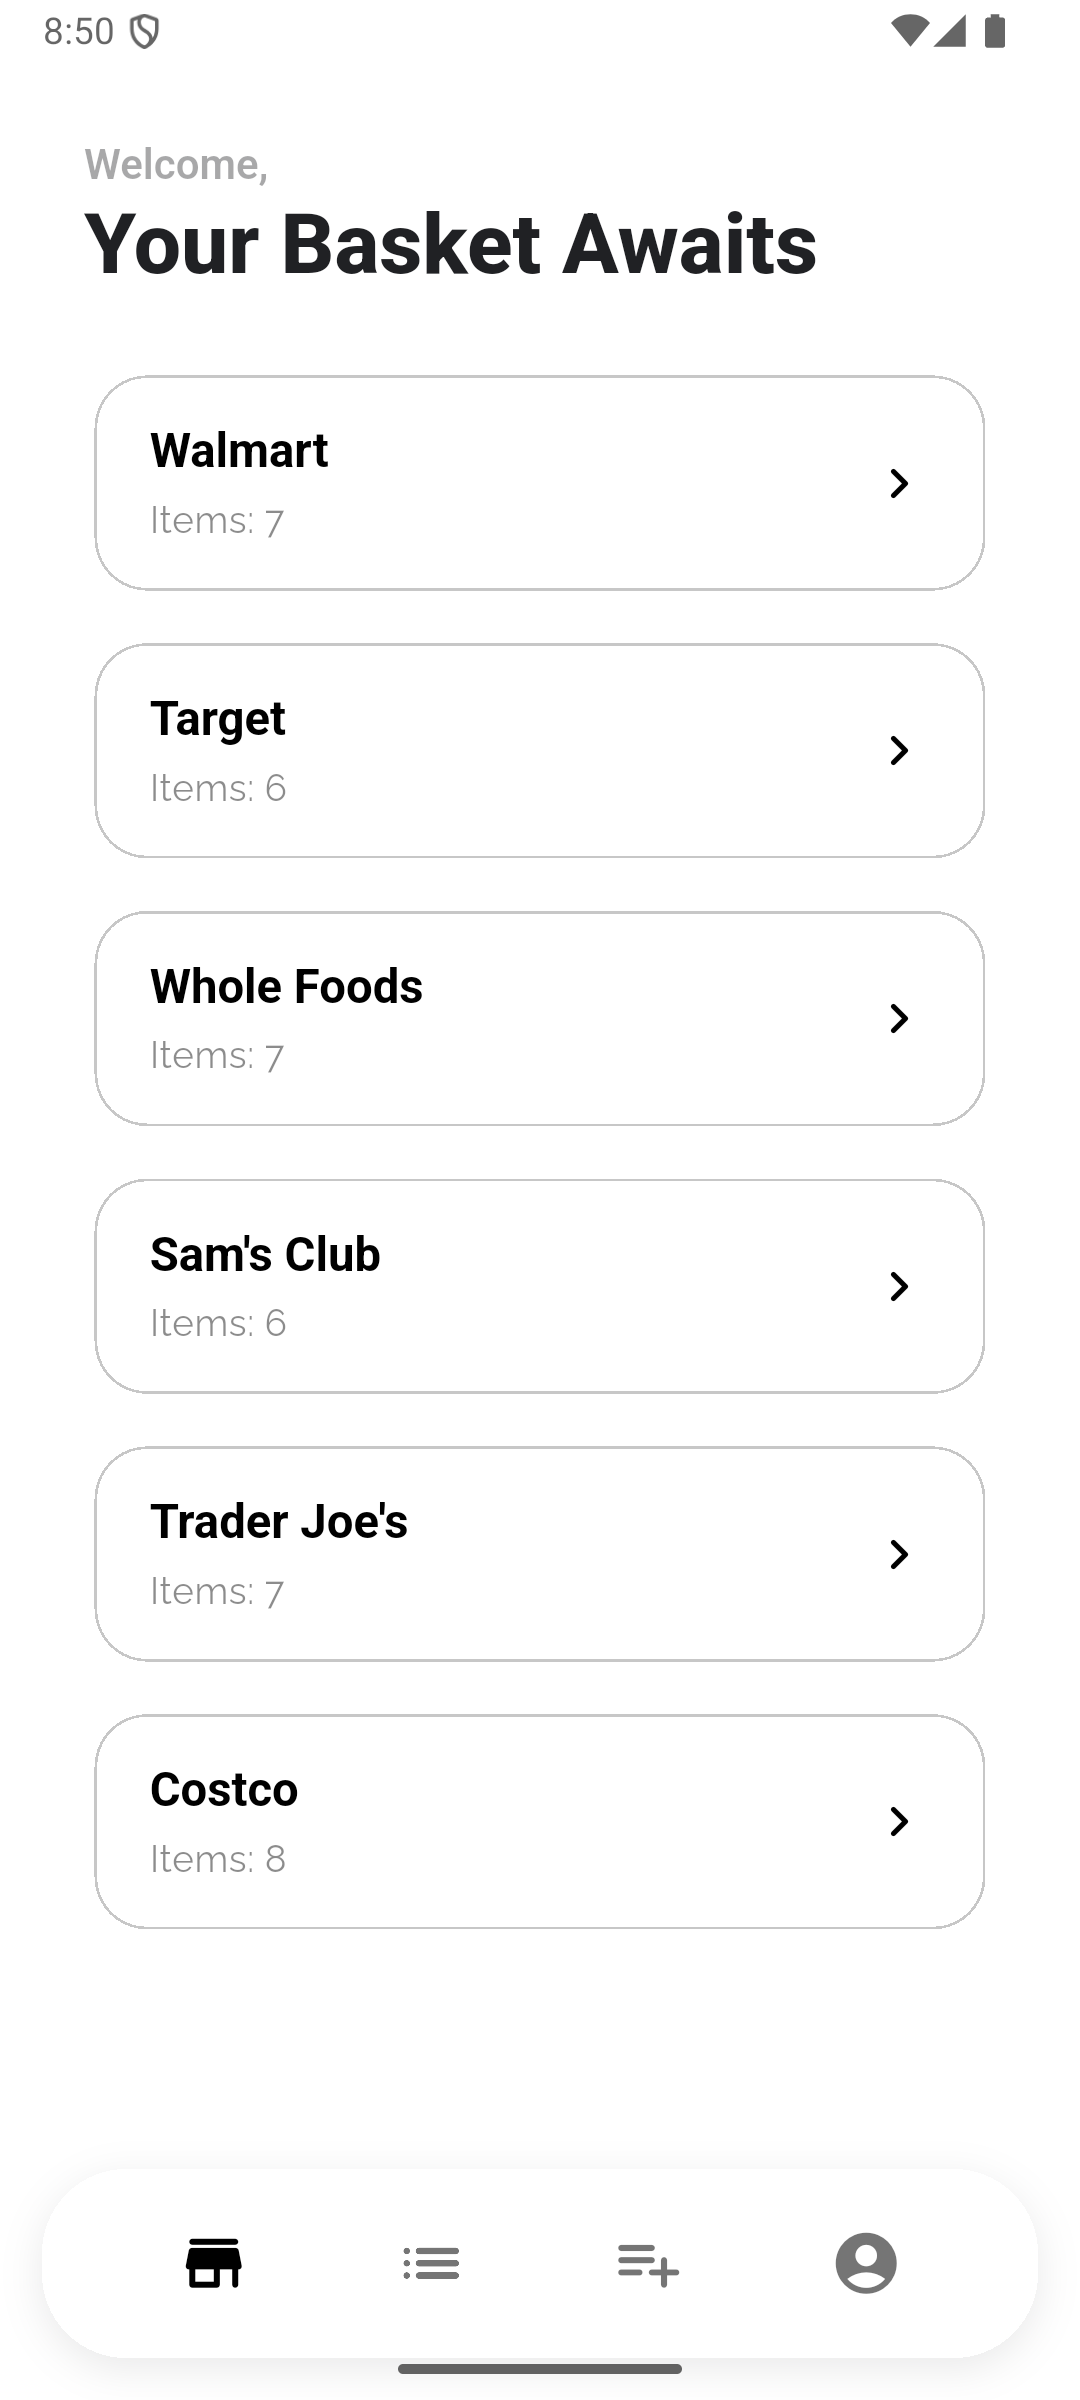 8:50
Welcome,
Your Basket Awaits
Walmart
Items: 7
Target
Items: 6
Whole Foods
Items: 7
Sam's Club
Items: 6
Trader Joe's
Items: 7
Costco
Items: 8